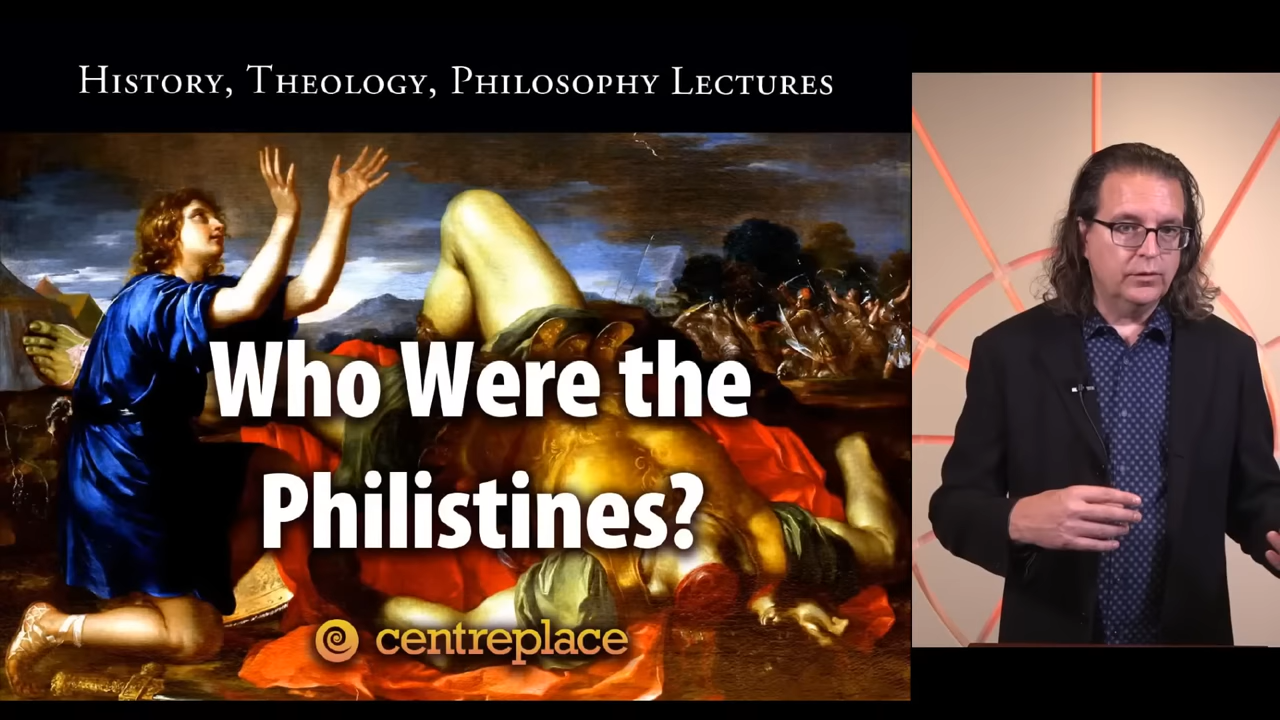 History, Theology, Philosophy Lectures
Who Were the
Philistines?
centreplace